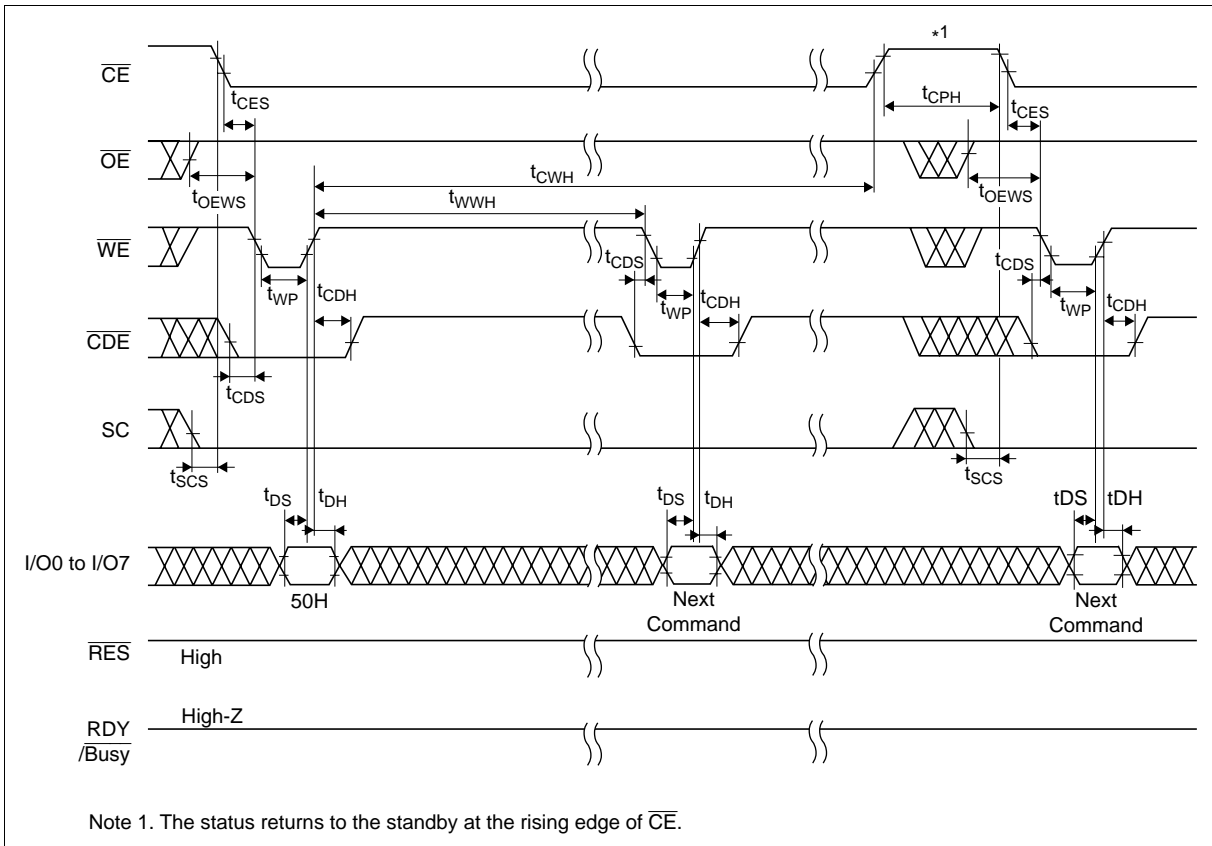 *1
CE
tCES
tCPH
tCES
OE
tOEWS
tCWH
tOEWS
tWWH
WE
tCDS
tCDS
tWP
tCDH
tWP
tCDH
tWP
tCDH
CDE
tCDS
SC
tSCS
tSCS
tDS
tDH
tDS
tDH
tDS
tDH
I/O0 to I/O7
50H
Next
Command
Next
Command
RES
High
RDY
/Busy
High-Z
Note 1. The status returns to the standby at the rising edge of CE.